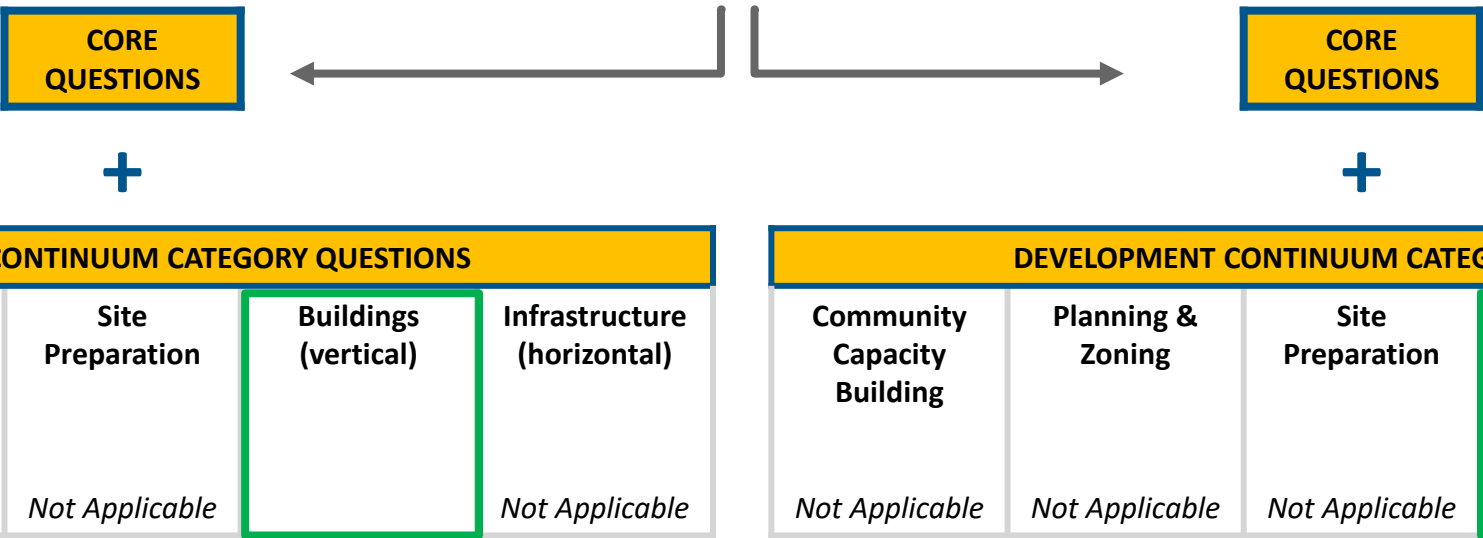 CORE
QUESTIONS
CORE
QUESTIONS
+
+
CONTINUUM CATEGORY QUESTIONS
Site
Preparation
Not Applicable
Buildings
(vertical)
Infrastructure
(horizontal)
Not Applicable
DEVELOPMENT CONTINUUM CATEG
Community
Capacity
Building
Not Applicable
Planning &
Zoning
Not Applicable
Site
Preparation
Not Applicable